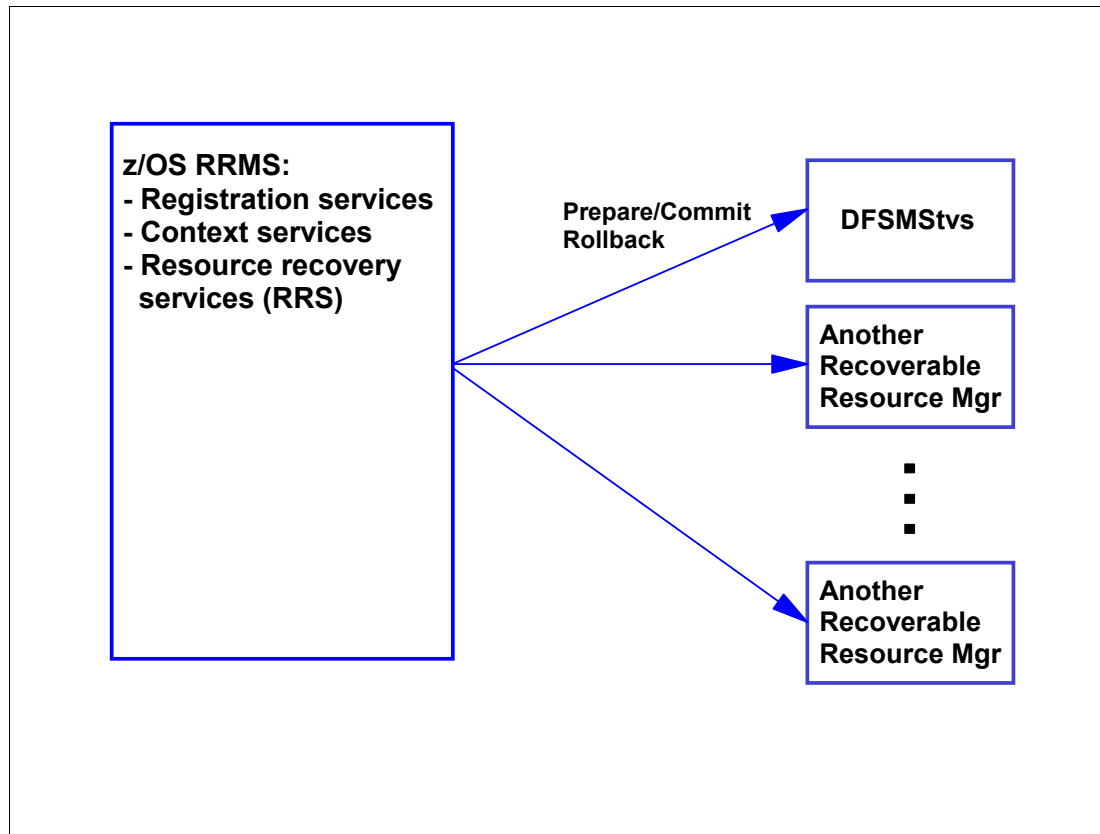 z/OS RRMS:
- Registration services
- Context services
- Resource recovery
services (RRS)
Prepare/Commit
Rollback
DFSMStvs
Another
Recoverable
Resource Mgr
Another
Recoverable
Resource Mgr